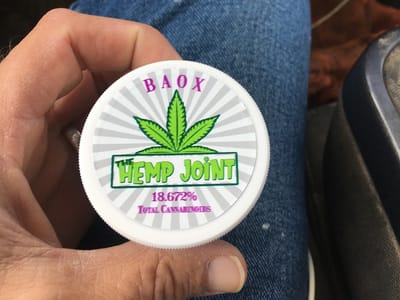 BAOX
THE
HEMP JOINT
18.672%
TOTAL CANNABINOIDS